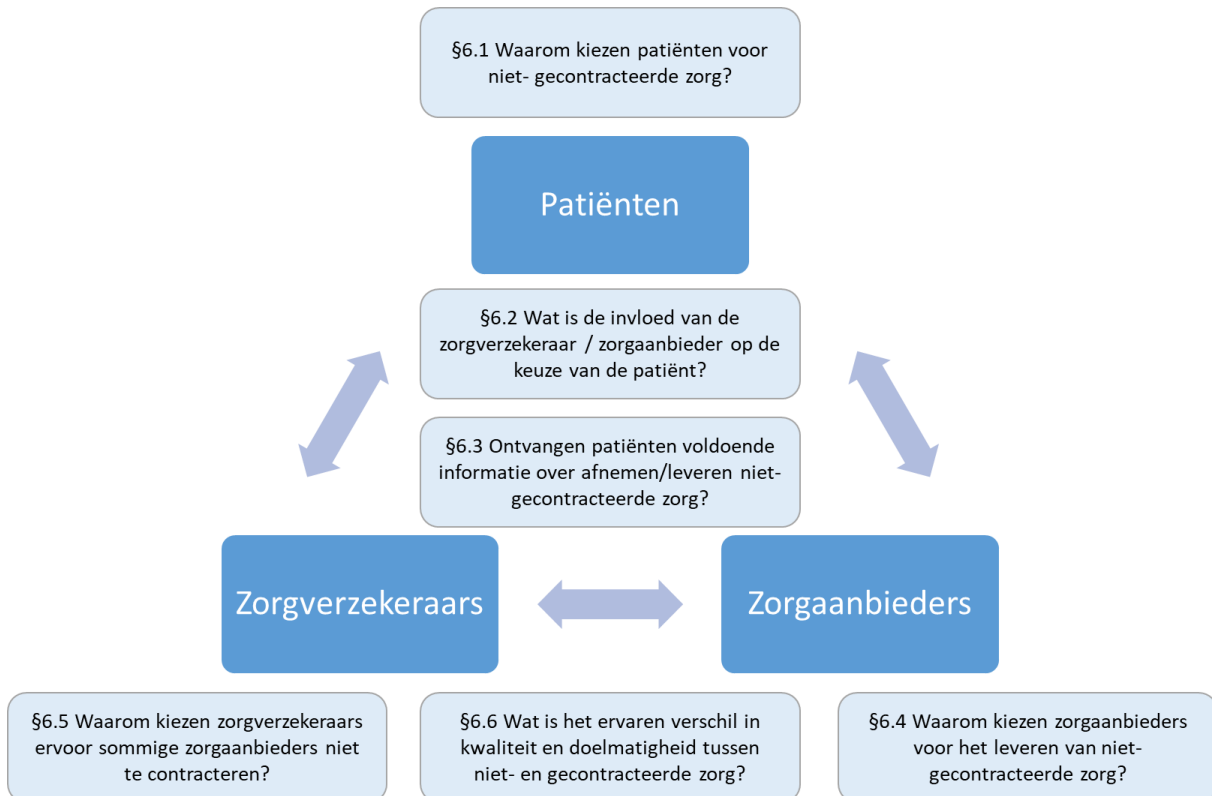 §6.1 Waarom kiezen patiënten voor
niet- gecontracteerde zorg?
Patiënten
§6.2 Wat is de invloed van de
zorgverzekeraar / zorgaanbieder op de
keuze van de patiënt?
§6.3 Ontvangen patiënten voldoende
informatie over afnemen/leveren niet-
gecontracteerde zorg?
Zorgverzekeraars
Zorgaanbieders
§6.5 Waarom kiezen zorgverzekeraars
ervoor sommige zorgaanbieders niet
te contracteren?
§6.6 Wat is het ervaren verschil in
kwaliteit en doelmatigheid tussen
niet- en gecontracteerde zorg?
§6.4 Waarom kiezen zorgaanbieders
voor het leveren van niet-
gecontracteerde zorg?